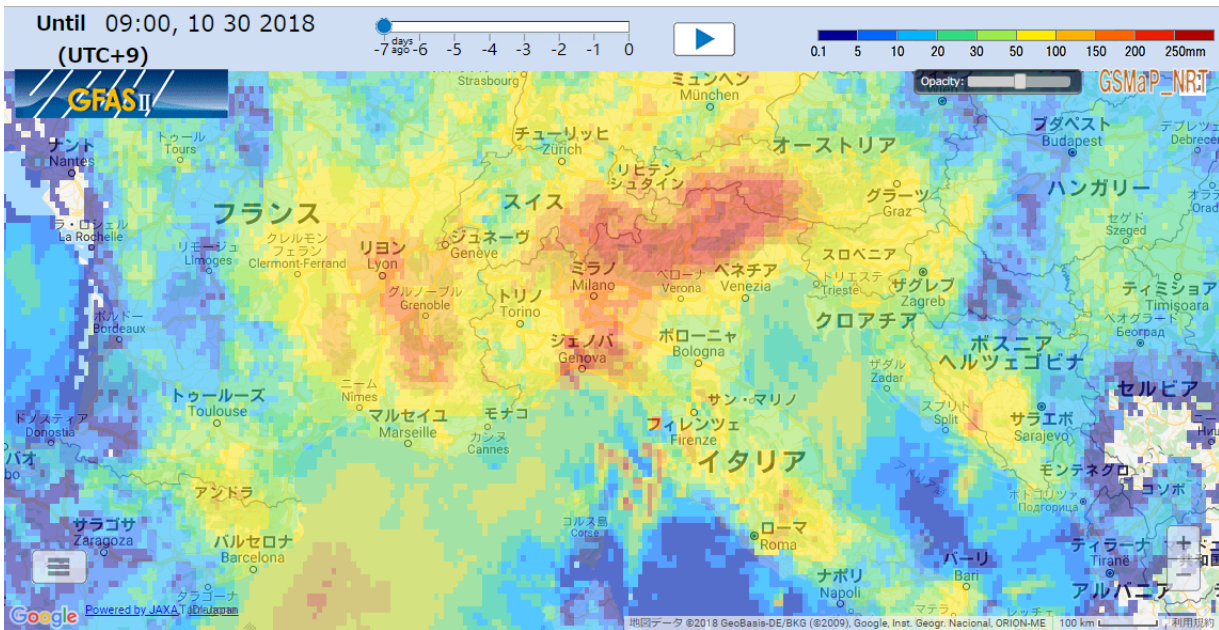 Until 09:00, 10 30 2018
(UTC+9)
-7 days ago -6 -5 -4 -3 -2 -1 0
0.1 5 10 20 30 50 100 150 200 250mm
GFAS II
Opacity:
GSMaP_NRT
Strasbourg
ミュンヘン
München
ナント
Nantes
トゥール
Tours
チューリッヒ
Zürich
オーストリア
ブダペスト
Budapest
デブレツェ
Debrece
リヒテン
シュタイン
スイス
ハンガリー
グラーツ
Graz
オラ
Orad
フランス
ラ・ロシェル
La Rochelle
リモージュ
Limoges
クレルモン
フェラン
Clermont-Ferrand
リヨン
Lyon
ジュネーヴ
Genève
セゲド
Szeged
スロベニア
ミラノ
Milano
ベローナ
Verona
ベネチア
Venezia
トリエステ
Trieste
ザグレブ
Zagreb
ティミショア
Timișoara
グルノーブル
Grenoble
トリノ
Torino
ボルドー
Bordeaux
クロアチア
ベオグラード
Београд
ジェノバ
Genova
ボローニャ
Bologna
ボスニア
ヘルツェゴビナ
ザダル
Zadar
セルビア
ニーム
Nîmes
トゥールーズ
Toulouse
マルセイユ
Marseille
モナコ
カンヌ
Cannes
サン・マリノ
フィレンツェ
Firenze
スプリト
Split
サラエボ
Sarajevo
ドノスティア
Donostia
バオ
bo
イタリア
モンテネグロ
コソボ
ポドゴリツァ
Подгорица
アンドラ
サラゴサ
Zaragoza
バルセロナ
Barcelona
コルス島
Corse
ローマ
Roma
ティラーナ
Tiranë
バーリ
Bari
ナポリ
Napoli
タラゴーナ
マテラ
レッチェ
アルバニア
+
−
Google
Powered by JAXA
地図データ ©2018 GeoBasis-DE/BKG (©2009), Google, Inst. Geogr. Nacional, ORION-ME 100 km 利用規約